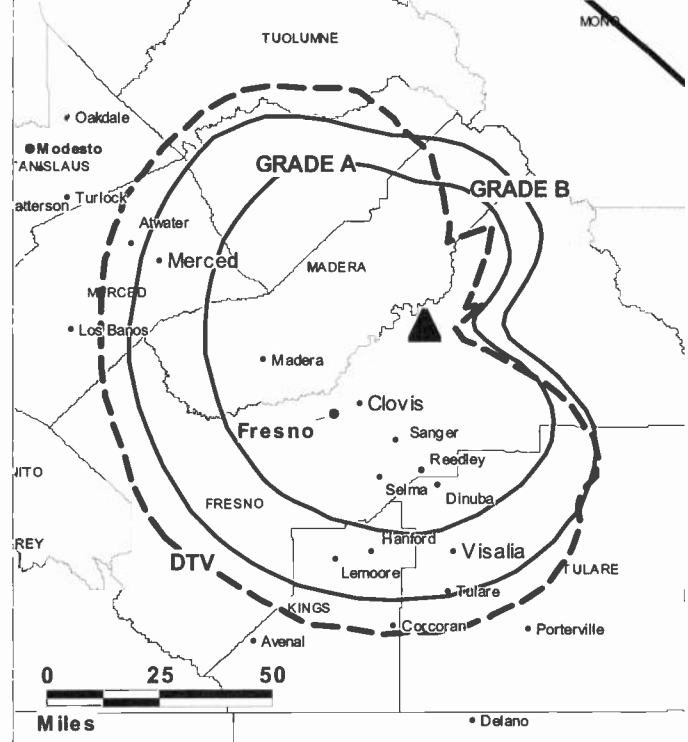 MONO
TUOLUMNE
Oakdale
Modesto
TANISLAUS
GRADE A
GRADE B
atterson
Turlock
Atwater
Merced
MADERA
MERCED
Los Banos
Madera
Clovis
Fresno
Sanger
Reedley
NITO
Selma
Dinuba
FRESNO
REY
Hanford
Visalia
DTV
Lemoore
TULARE
Tulare
KINGS
Corcoran
Porterville
Avenal
0 25 50
Miles
Delano